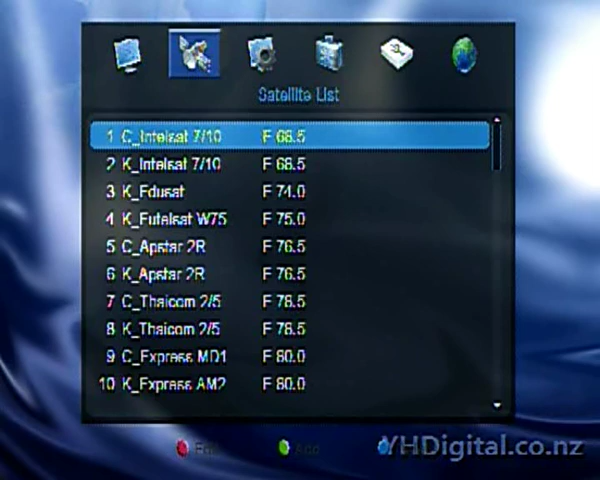 Satellite List
1 C_Intelsat 7/10 F 68.5
2 K_Intelsat 7/10 F 68.5
3 K_Edusat F 74.0
4 K_Eutelsat W75 F 75.0
5 C_Apstar 2R F 76.5
6 K_Apstar 2R F 76.5
7 C_Thaicom 2/5 F 78.5
8 K_Thaicom 2/5 F 78.5
9 C_Express MD1 F 80.0
10 K_Express AM2 F 80.0
Edit Add YHDigital.co.nz